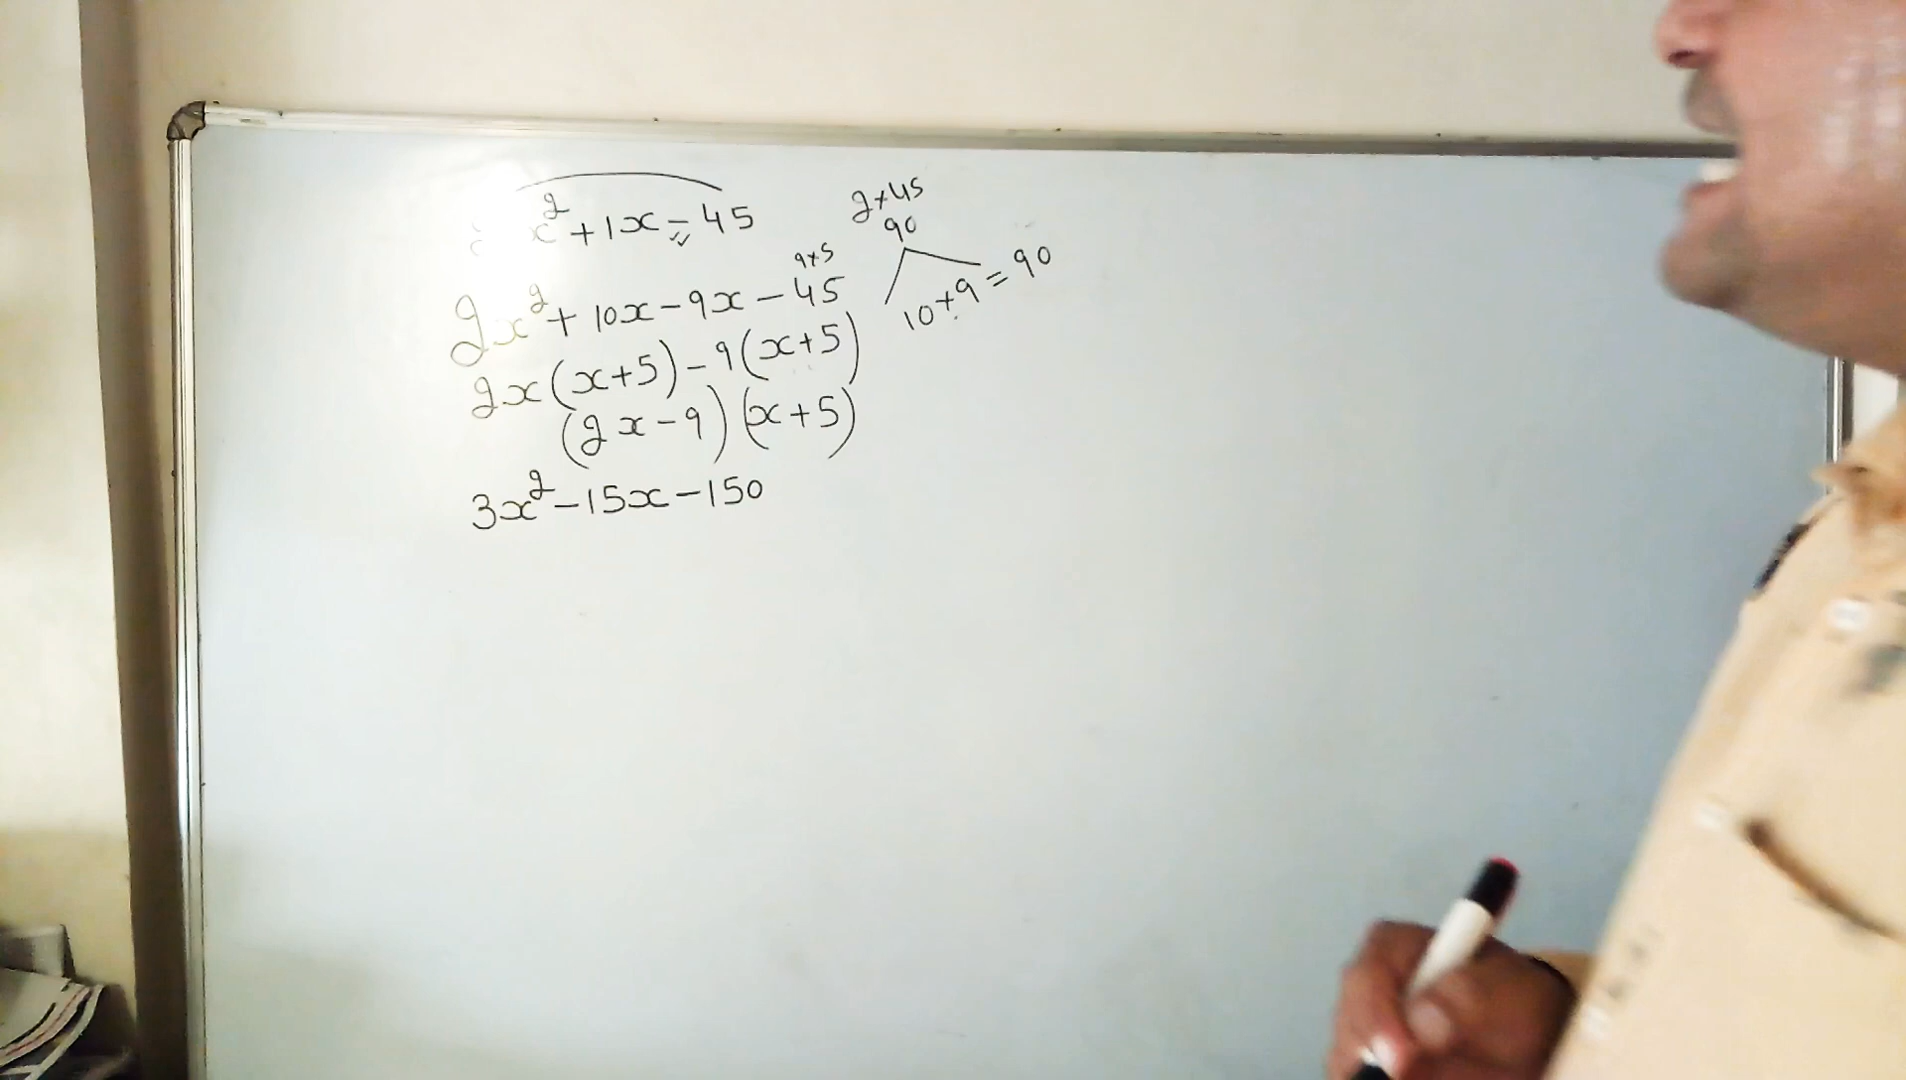 x² + 1x = 45
2×45
90
10×9 = 90
9×5
2x² + 10x - 9x - 45
2x(x+5) - 9(x+5)
(2x-9)(x+5)
3x² - 15x - 150